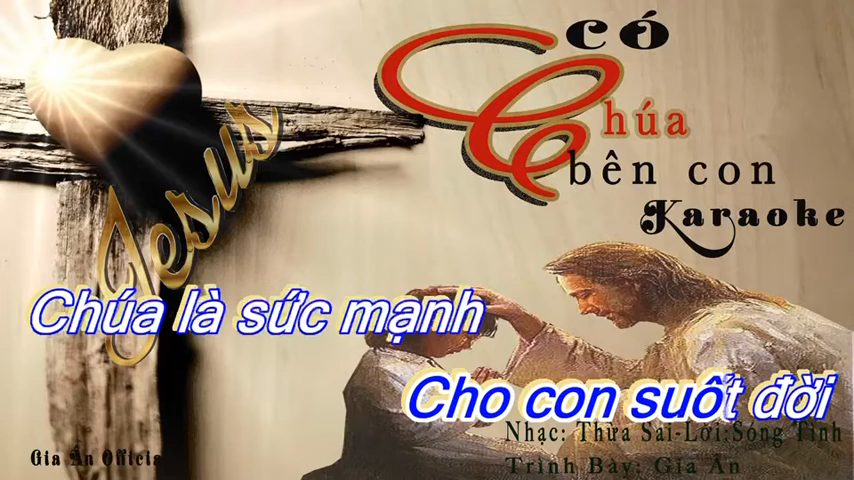 có
Chúa
bên con
Karaoke
Jesus
Chúa là sức mạnh
Cho con suốt đời
Nhạc: Thừa Sai-Lời:Sóng Tình
Trình Bày: Gia Ân
Gia Ân Officia